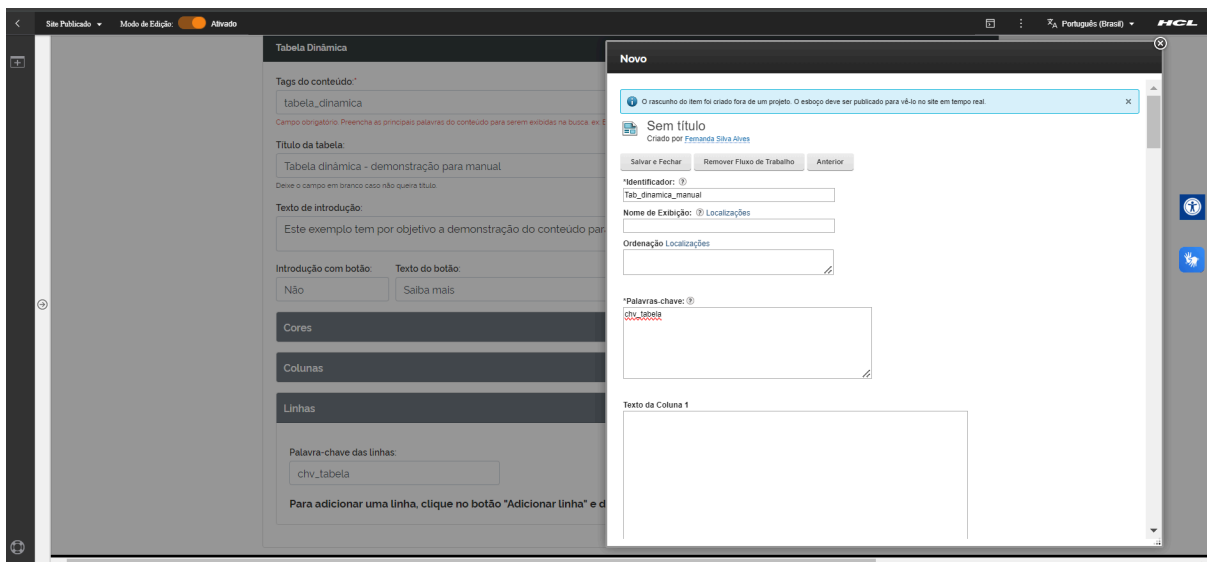 Site Publicado
Modo de Edição:
Ativado
Português (Brasil)
HCL
Tabela Dinâmica
Tags do conteúdo:*
tabela_dinamica
Campo obrigatório. Preencha as principais palavras do conteúdo para serem exibidas na busca. ex: E
Título da tabela:
Tabela dinâmica - demonstração para manual
Deixe o campo em branco caso não queira título.
Texto de introdução:
Este exemplo tem por objetivo a demonstração do conteúdo par
Introdução com botão:
Texto do botão:
Não
Saiba mais
Cores
Colunas
Linhas
Palavra-chave das linhas:
chv_tabela
Para adicionar uma linha, clique no botão "Adicionar linha" e d
Novo
O rascunho do item foi criado fora de um projeto. O esboço deve ser publicado para vê-lo no site em tempo real.
Sem título
Criado por Fernanda Silva Alves
Salvar e Fechar
Remover Fluxo de Trabalho
Anterior
*Identificador:
Tab_dinamica_manual
Nome de Exibição: Localizações
Ordenação Localizações
*Palavras-chave:
chv_tabela
Texto da Coluna 1